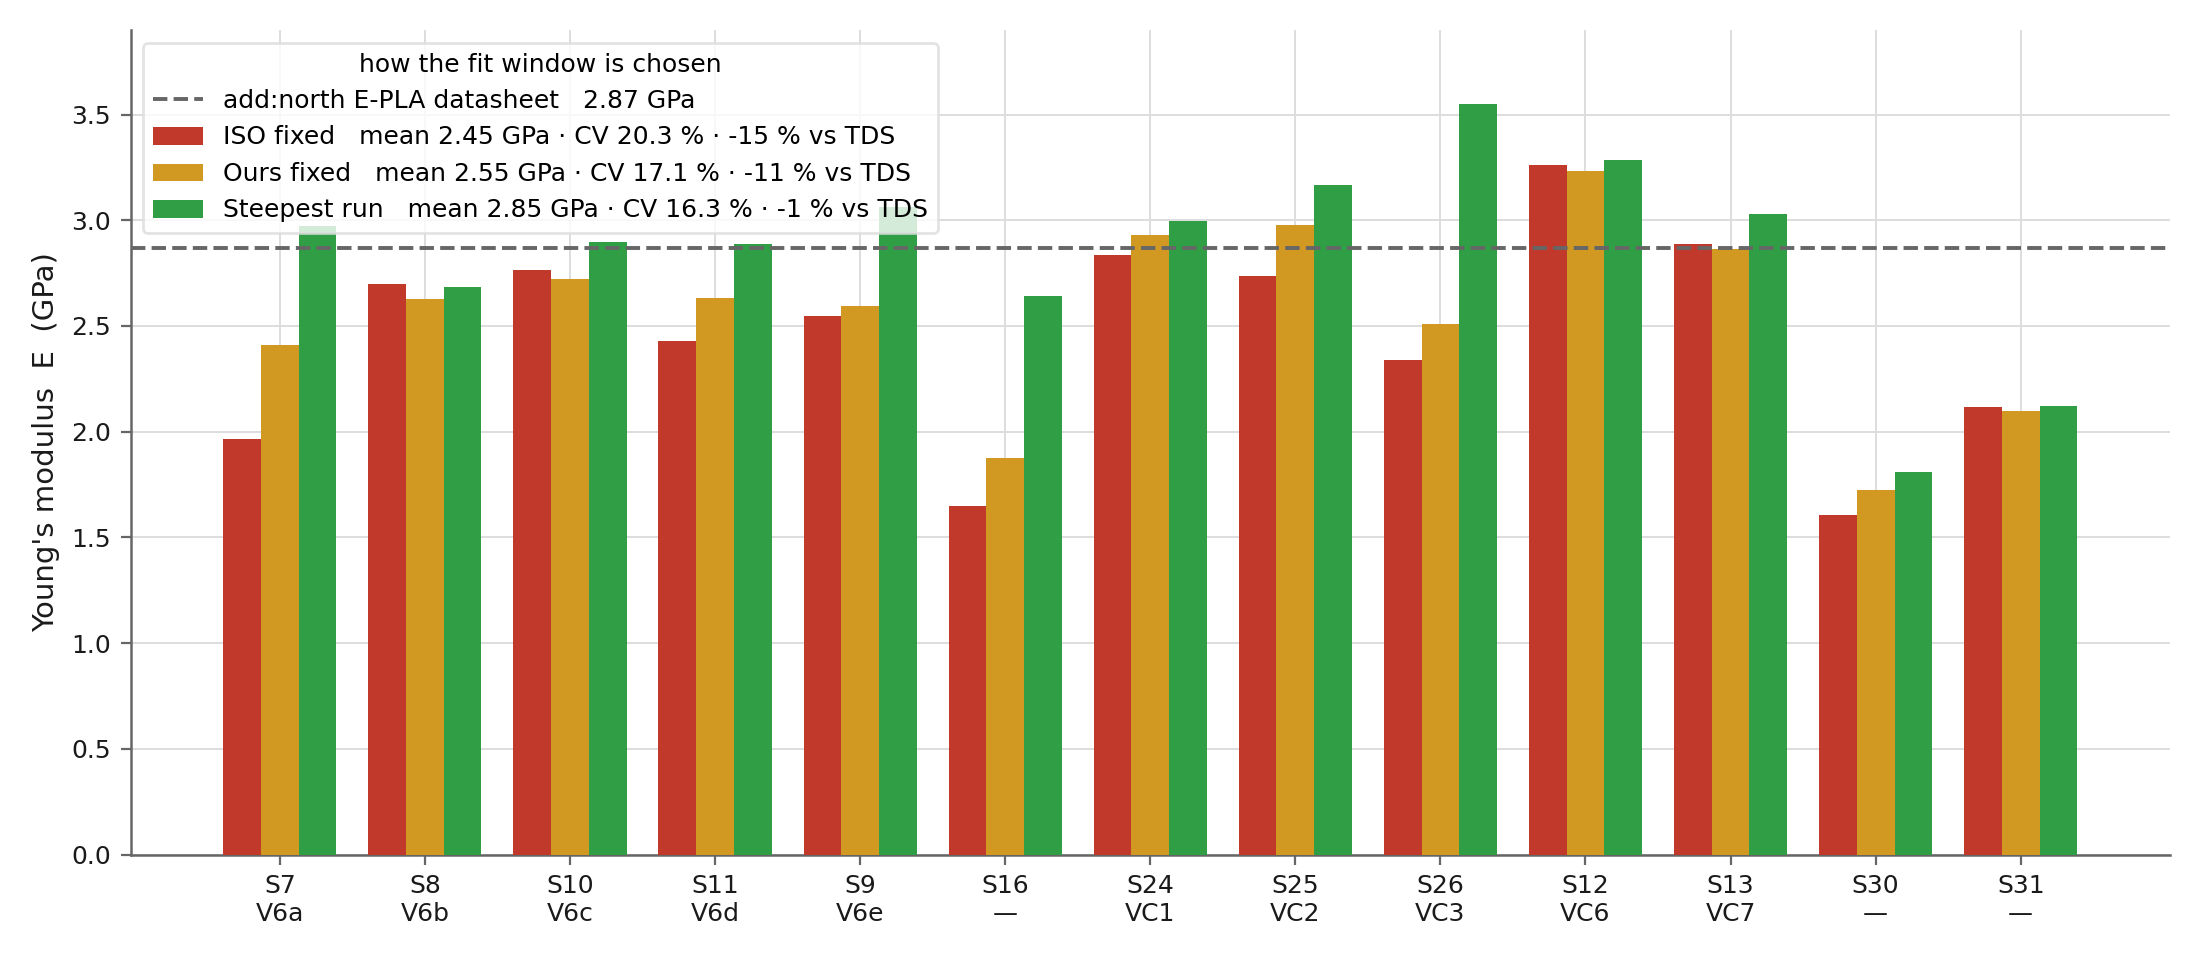 how the fit window is chosen
add:north E-PLA datasheet 2.87 GPa
ISO fixed mean 2.45 GPa · CV 20.3 % · -15 % vs TDS
Ours fixed mean 2.55 GPa · CV 17.1 % · -11 % vs TDS
Steepest run mean 2.85 GPa · CV 16.3 % · -1 % vs TDS
Young's modulus E (GPa)
3.5
3.0
2.5
2.0
1.5
1.0
0.5
0.0
S7 S8 S10 S11 S9 S16 S24 S25 S26 S12 S13 S30 S31
V6a V6b V6c V6d V6e — VC1 VC2 VC3 VC6 VC7 — —